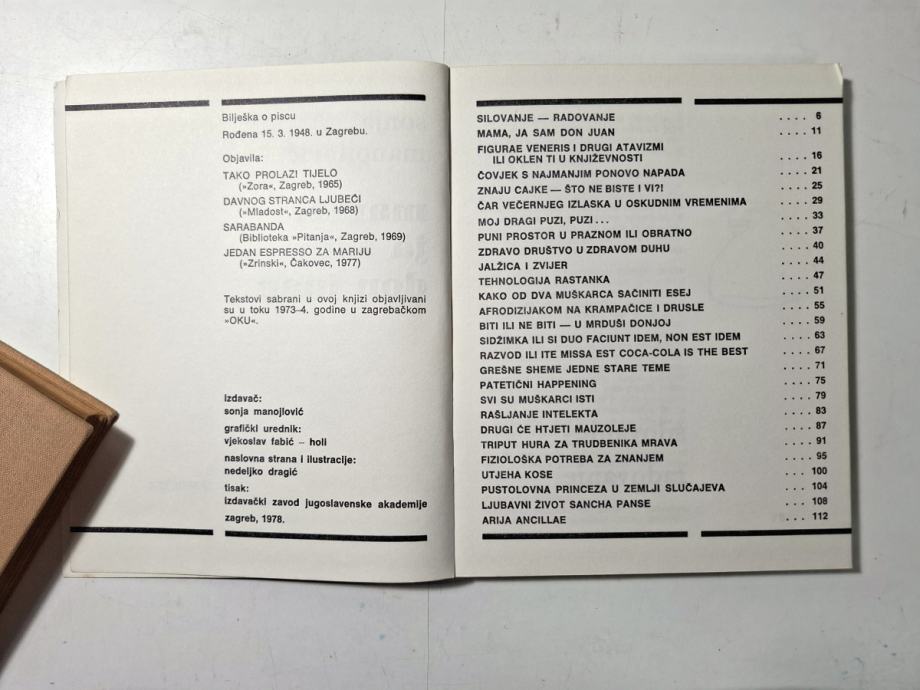 Bilješka o piscu
Rođena 15. 3. 1948. u Zagrebu.
Objavila:
TAKO PROLAZI TIJELO
(»Zora«, Zagreb, 1965)
DAVNOG STRANCA LJUBEĆI
(»Mladost«, Zagreb, 1968)
SARABANDA
(Biblioteka »Pitanja«, Zagreb, 1969)
JEDAN ESPRESSO ZA MARIJU
(»Zrinski«, Čakovec, 1977)
Tekstovi sabrani u ovoj knjizi objavljivani
su u toku 1973–4. godine u zagrebačkom
»OKU«.
izdavač:
sonja manojlović
grafički urednik:
vjekoslav fabić – holi
naslovna strana i ilustracije:
nedeljko dragić
tisak:
izdavački zavod jugoslavenske akademije
zagreb, 1978.
SILOVANJE — RADOVANJE . . . . 6
MAMA, JA SAM DON JUAN . . . . 11
FIGURAE VENERIS I DRUGI ATAVIZMI
ILI OKLEN TI U KNJIŽEVNOSTI . . . . 16
ČOVJEK S NAJMANJIM PONOVO NAPADA . . . . 21
ZNAJU CAJKE — ŠTO NE BISTE I VI?! . . . . 25
ČAR VEČERNJEG IZLASKA U OSKUDNIM VREMENIMA . . . . 29
MOJ DRAGI PUZI, PUZI . . . . . . . 33
PUNI PROSTOR U PRAZNOM ILI OBRATNO . . . . 37
ZDRAVO DRUŠTVO U ZDRAVOM DUHU . . . . 40
JALŽICA I ZVIJER . . . . 44
TEHNOLOGIJA RASTANKA . . . . 47
KAKO OD DVA MUŠKARCA SAČINITI ESEJ . . . . 51
AFRODIZIJAKOM NA KRAMPAČICE I DRUSLE . . . . 55
BITI ILI NE BITI — U MRDUŠI DONJOJ . . . . 59
SIDŽIMKA ILI SI DUO FACIUNT IDEM, NON EST IDEM . . . . 63
RAZVOD ILI ITE MISSA EST COCA-COLA IS THE BEST . . . . 67
GREŠNE SHEME JEDNE STARE TEME . . . . 71
PATETIČNI HAPPENING . . . . 75
SVI SU MUŠKARCI ISTI . . . . 79
RAŠLJANJE INTELEKTA . . . . 83
DRUGI ĆE HTJETI MAUZOLEJE . . . . 87
TRIPUT HURA ZA TRUDBENIKA MRAVA . . . . 91
FIZIOLOŠKA POTREBA ZA ZNANJEM . . . . 95
UTJEHA KOSE . . . 100
PUSTOLOVNA PRINCEZA U ZEMLJI SLUČAJEVA . . . 104
LJUBAVNI ŽIVOT SANCHA PANSE . . . 108
ARIJA ANCILLAE . . . 112